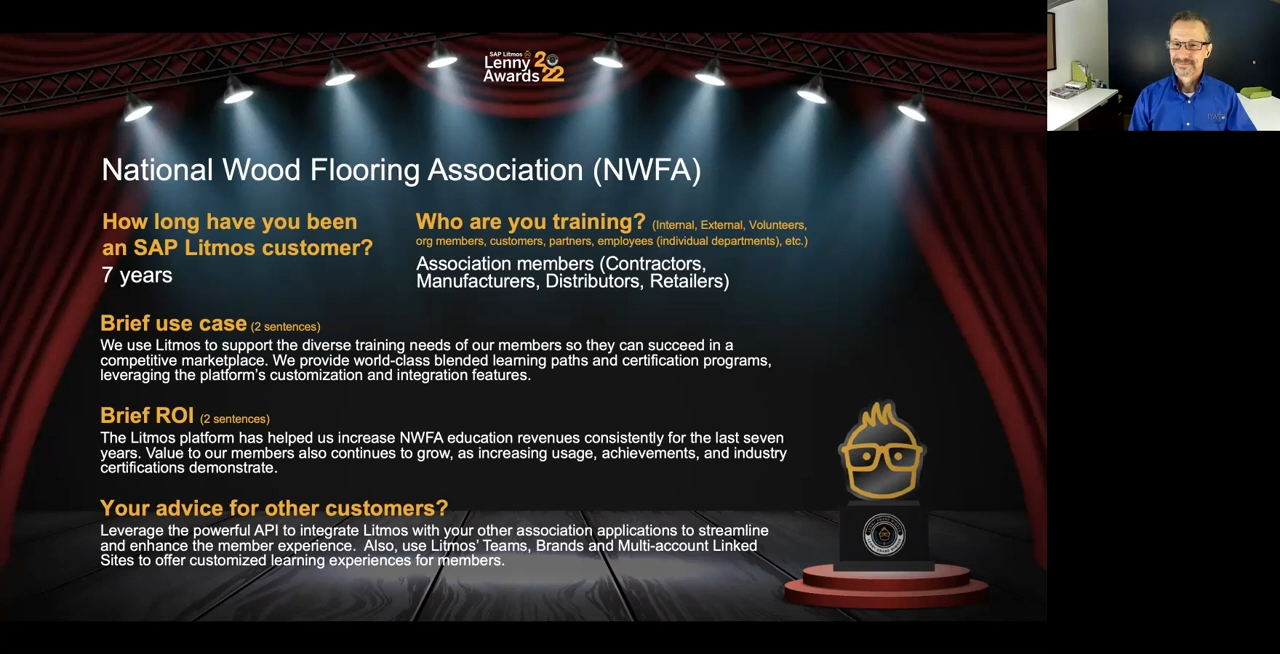 SAP Litmos
Lenny
Awards
2022
National Wood Flooring Association (NWFA)
How long have you been
an SAP Litmos customer?
7 years
Who are you training? (Internal, External, Volunteers,
org members, customers, partners, employees (individual departments), etc.)
Association members (Contractors,
Manufacturers, Distributors, Retailers)
Brief use case (2 sentences)
We use Litmos to support the diverse training needs of our members so they can succeed in a
competitive marketplace. We provide world-class blended learning paths and certification programs,
leveraging the platform's customization and integration features.
Brief ROI (2 sentences)
The Litmos platform has helped us increase NWFA education revenues consistently for the last seven
years. Value to our members also continues to grow, as increasing usage, achievements, and industry
certifications demonstrate.
Your advice for other customers?
Leverage the powerful API to integrate Litmos with your other association applications to streamline
and enhance the member experience.  Also, use Litmos' Teams, Brands and Multi-account Linked
Sites to offer customized learning experiences for members.
NWFA